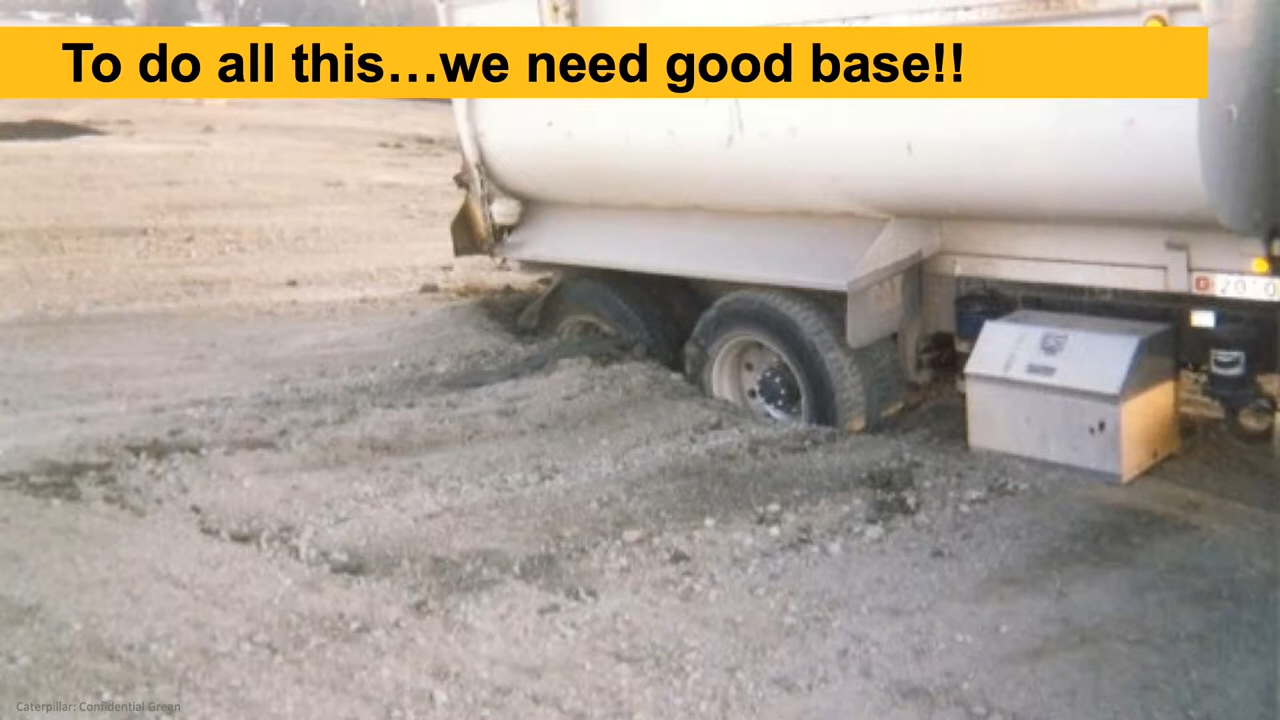 To do all this…we need good base!!
Caterpillar: Confidential Green